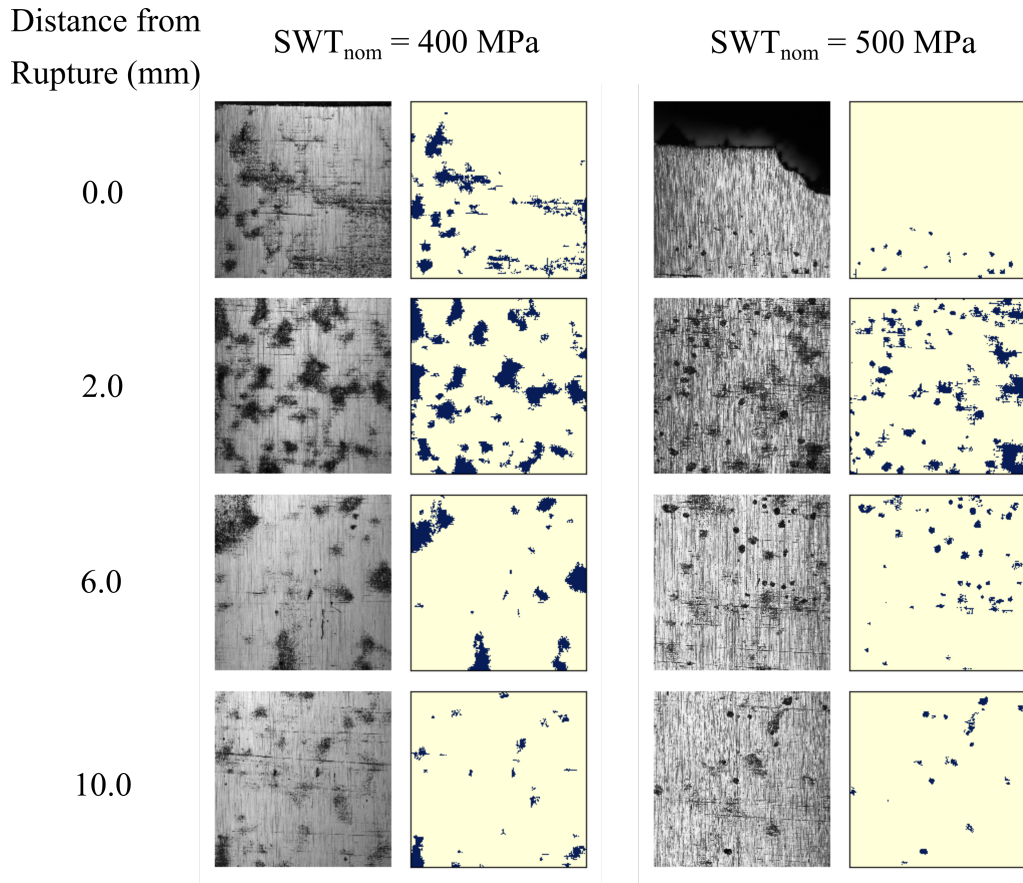 Distance from
Rupture (mm)
SWTnom = 400 MPa
SWTnom = 500 MPa
0.0
2.0
6.0
10.0